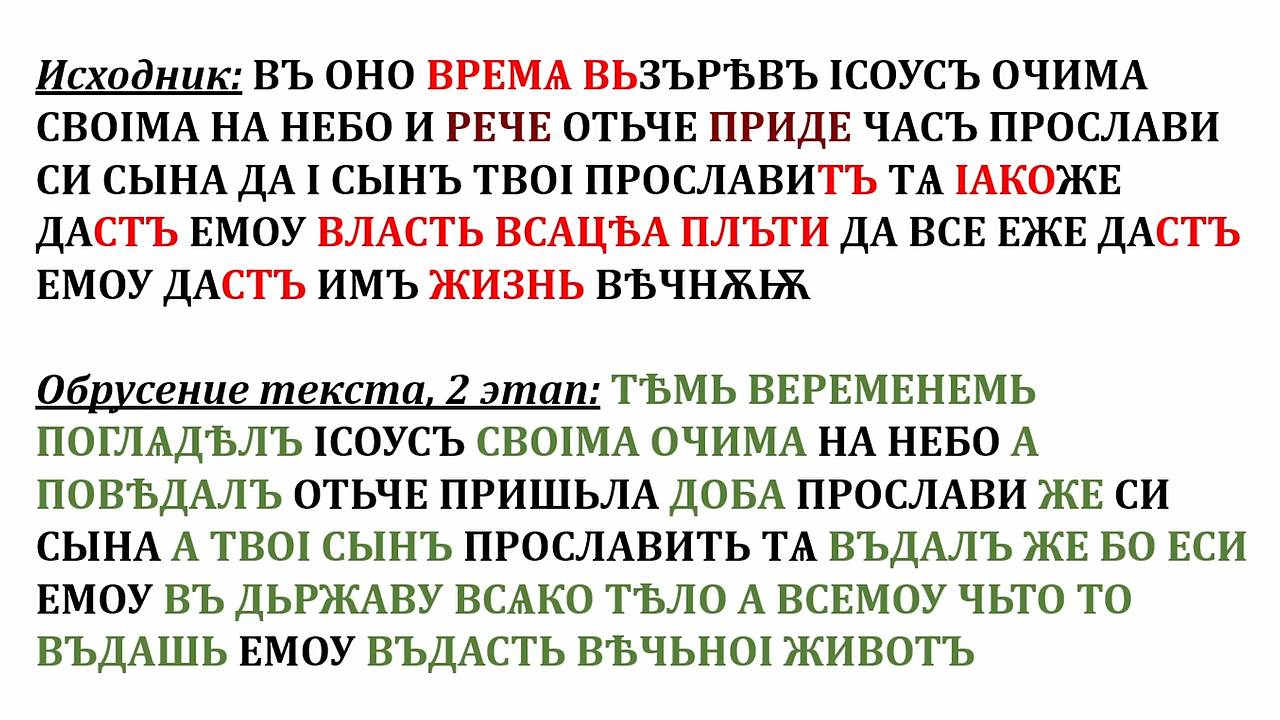 Исходник: ВЪ ОНО ВРЕМѦ ВЬЗЪРѢВЪ ІСОУСЪ ОЧИМА
СВОІМА НА НЕБО И РЕЧЕ ОТЬЧЕ ПРИДЕ ЧАСЪ ПРОСЛАВИ
СИ СЫНА ДА І СЫНЪ ТВОІ ПРОСЛАВИТЪ ТѦ ІАКОЖЕ
ДАСТЪ ЕМОУ ВЛАСТЬ ВСАЦѢА ПЛЪТИ ДА ВСЕ ЕЖЕ ДАСТЪ
ЕМОУ ДАСТЪ ИМЪ ЖИЗНЬ ВѢЧНѪѬ
Обрусение текста, 2 этап: ТѢМЬ ВЕРЕМЕНЕМЬ
ПОГЛѦДѢЛЪ ІСОУСЪ СВОІМА ОЧИМА НА НЕБО А
ПОВѢДАЛЪ ОТЬЧЕ ПРИШЬЛА ДОБА ПРОСЛАВИ ЖЕ СИ
СЫНА А ТВОІ СЫНЪ ПРОСЛАВИТЬ ТѦ ВЪДАЛЪ ЖЕ БО ЕСИ
ЕМОУ ВЪ ДЬРЖАВУ ВСѦКО ТѢЛО А ВСЕМОУ ЧЬТО ТО
ВЪДАШЬ ЕМОУ ВЪДАСТЬ ВѢЧЬНОІ ЖИВОТЪ